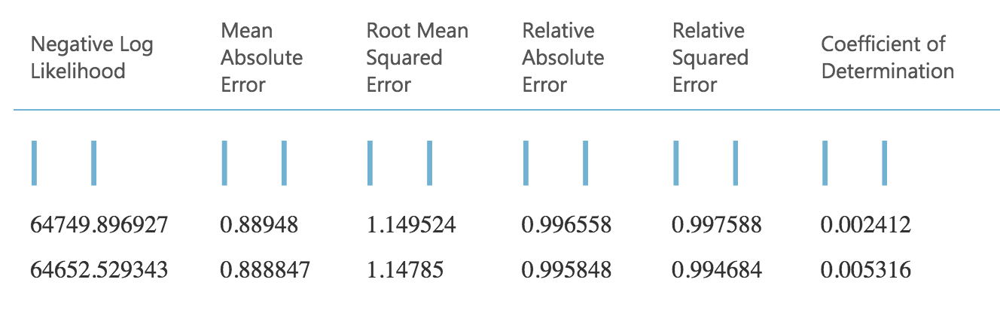 Negative Log
Likelihood
Mean
Absolute
Error
Root Mean
Squared
Error
Relative
Absolute
Error
Relative
Squared
Error
Coefficient of
Determination
64749.896927 0.88948 1.149524 0.996558 0.997588 0.002412
64652.529343 0.888847 1.14785 0.995848 0.994684 0.005316